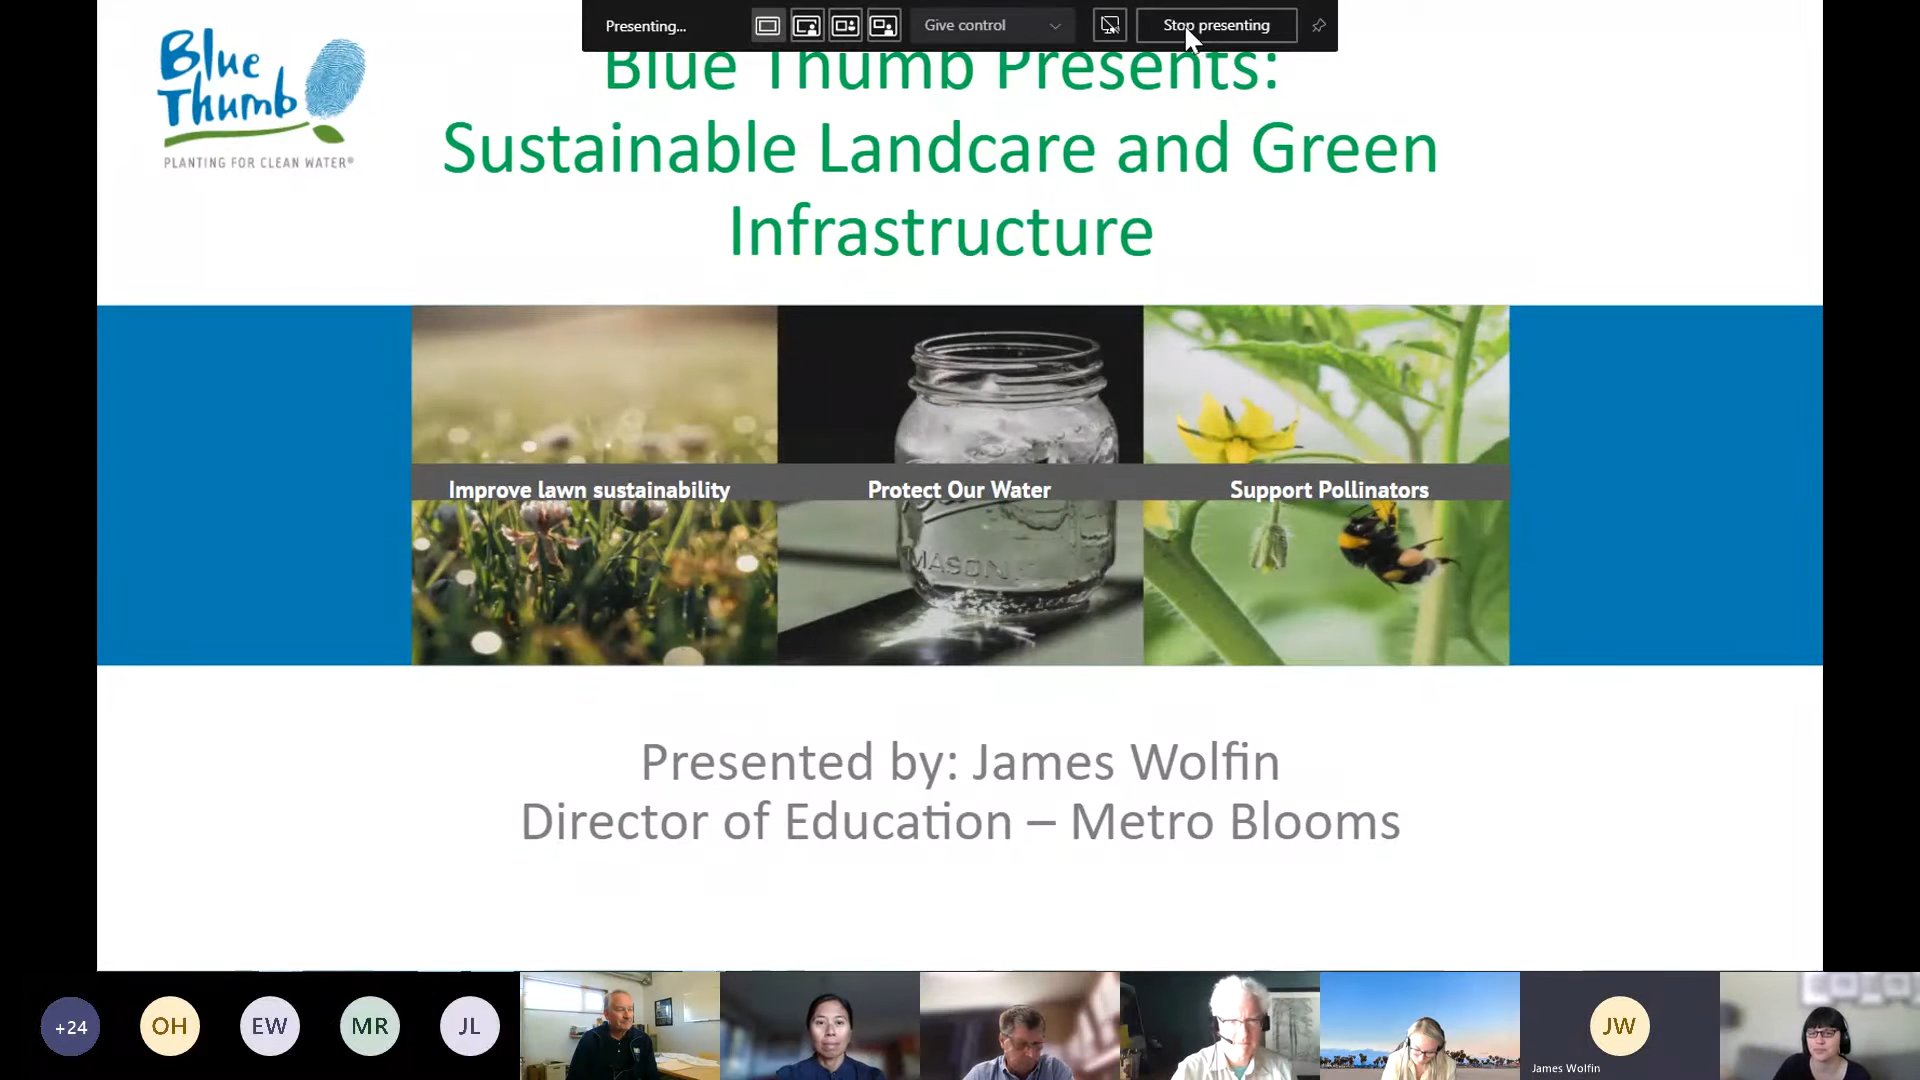 Presenting...
Give control
Stop presenting
Blue
Thumb
PLANTING FOR CLEAN WATER®
Blue Thumb Presents:
Sustainable Landcare and Green
Infrastructure
Improve lawn sustainability
Protect Our Water
Support Pollinators
MASON
Presented by: James Wolfin
Director of Education – Metro Blooms
+24
OH
EW
MR
JL
JW
James Wolfin